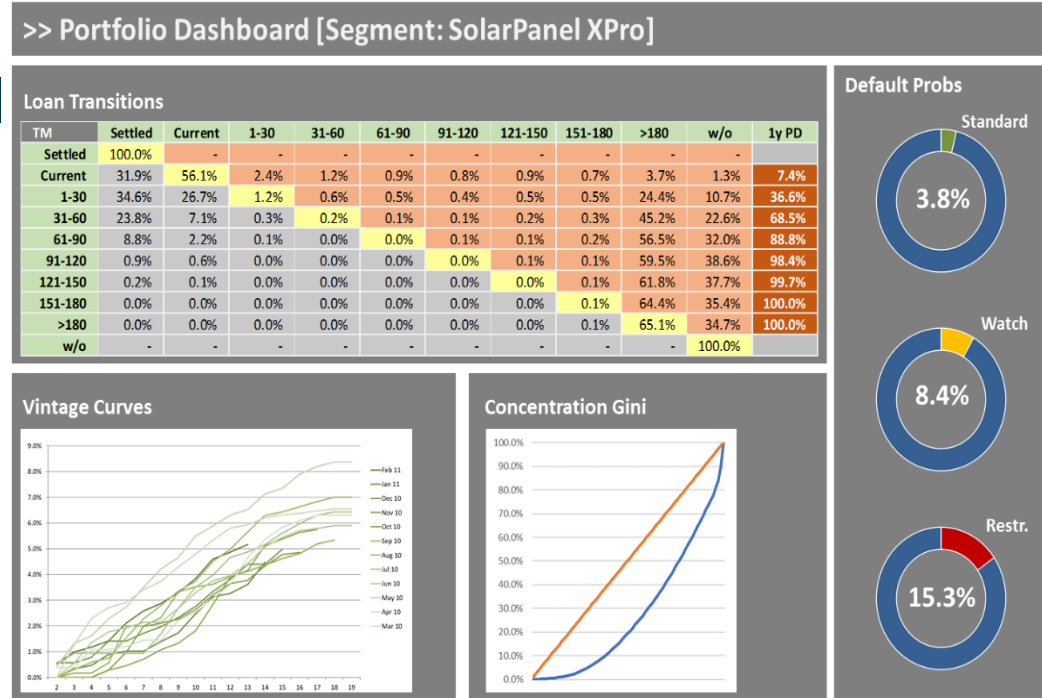 >> Portfolio Dashboard [Segment: SolarPanel XPro]
Loan Transitions
TM Settled Current 1-30 31-60 61-90 91-120 121-150 151-180 >180 w/o 1y PD
Settled 100.0% - - - - - - - - -
Current 31.9% 56.1% 2.4% 1.2% 0.9% 0.8% 0.9% 0.7% 3.7% 1.3% 7.4%
1-30 34.6% 26.7% 1.2% 0.6% 0.5% 0.4% 0.5% 0.5% 24.4% 10.7% 36.6%
31-60 23.8% 7.1% 0.3% 0.2% 0.1% 0.1% 0.2% 0.3% 45.2% 22.6% 68.5%
61-90 8.8% 2.2% 0.1% 0.0% 0.0% 0.1% 0.1% 0.2% 56.5% 32.0% 88.8%
91-120 0.9% 0.6% 0.0% 0.0% 0.0% 0.0% 0.1% 0.1% 59.5% 38.6% 98.4%
121-150 0.2% 0.1% 0.0% 0.0% 0.0% 0.0% 0.0% 0.1% 61.8% 37.7% 99.7%
151-180 0.0% 0.0% 0.0% 0.0% 0.0% 0.0% 0.0% 0.1% 64.4% 35.4% 100.0%
>180 0.0% 0.0% 0.0% 0.0% 0.0% 0.0% 0.0% 0.1% 65.1% 34.7% 100.0%
w/o - - - - - - - - - 100.0%
Default Probs
Standard
3.8%
Watch
8.4%
Restr.
15.3%
Vintage Curves
9.0%
8.0%
7.0%
6.0%
5.0%
4.0%
3.0%
2.0%
1.0%
0.0%
2 3 4 5 6 7 8 9 10 11 12 13 14 15 16 17 18 19
Feb 11
Jan 11
Dec 10
Nov 10
Oct 10
Sep 10
Aug 10
Jul 10
Jun 10
May 10
Apr 10
Mar 10
Concentration Gini
100.0%
90.0%
80.0%
70.0%
60.0%
50.0%
40.0%
30.0%
20.0%
10.0%
0.0%